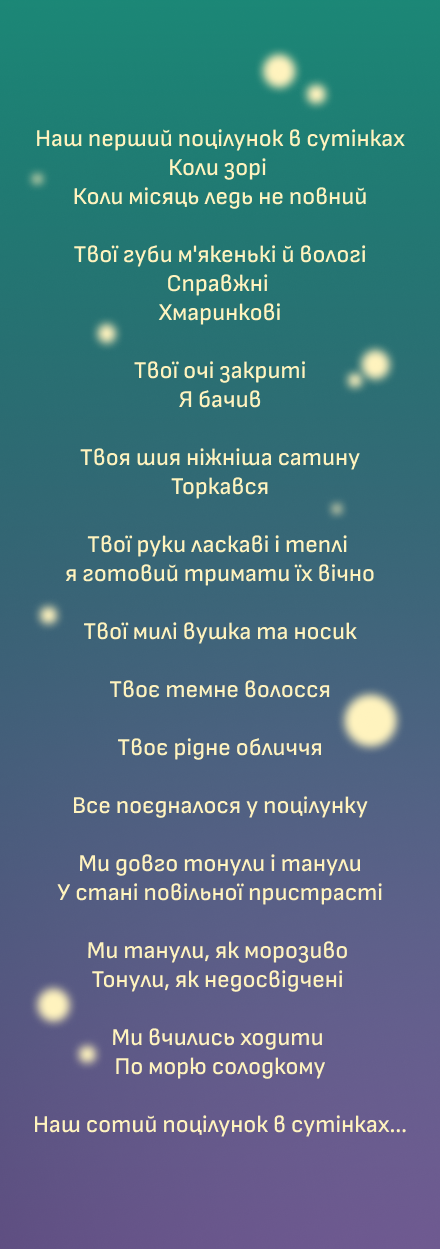 Наш перший поцілунок в сутінках
Коли зорі
Коли місяць ледь не повний
Твої губи м'якенькі й вологі
Справжні
Хмаринкові
Твої очі закриті
Я бачив
Твоя шия ніжніша сатину
Торкався
Твої руки ласкаві і теплі
я готовий тримати їх вічно
Твої милі вушка та носик
Твоє темне волосся
Твоє рідне обличчя
Все поєдналося у поцілунку
Ми довго тонули і танули
У стані повільної пристрасті
Ми танули, як морозиво
Тонули, як недосвідчені
Ми вчились ходити
По морю солодкому
Наш сотий поцілунок в сутінках...